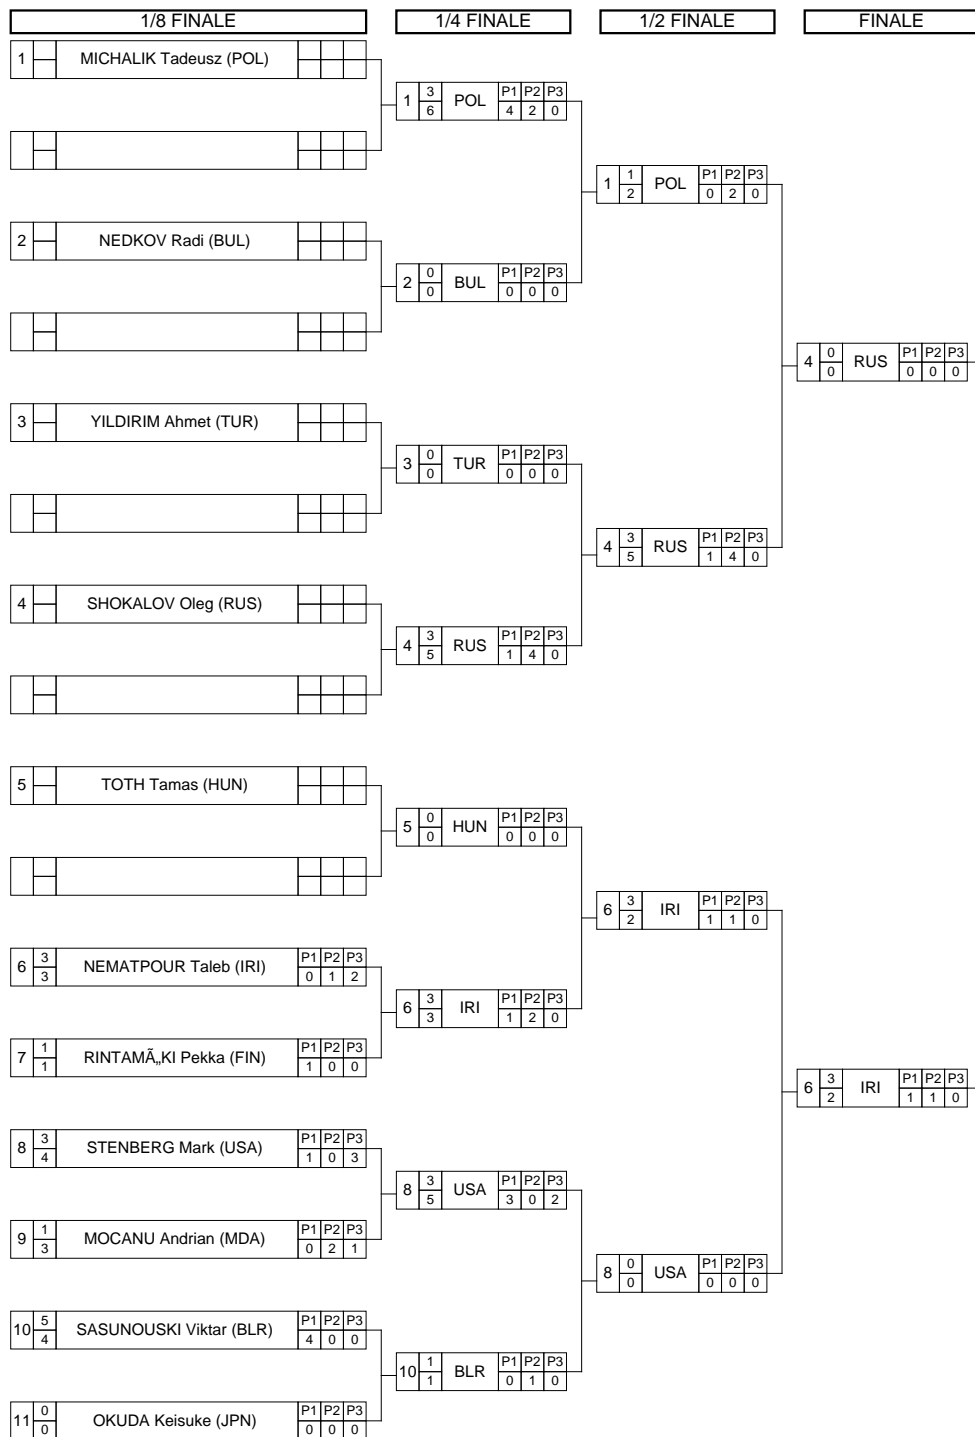 1/8 FINALE 1/4 FINALE 1/2 FINALE FINALE
1 MICHALIK Tadeusz (POL)
1 3 6 POL P1 P2 P3 4 2 0
1 1 2 POL P1 P2 P3 0 2 0
2 NEDKOV Radi (BUL)
2 0 0 BUL P1 P2 P3 0 0 0
4 0 0 RUS P1 P2 P3 0 0 0
3 YILDIRIM Ahmet (TUR)
3 0 0 TUR P1 P2 P3 0 0 0
4 3 5 RUS P1 P2 P3 1 4 0
4 SHOKALOV Oleg (RUS)
4 3 5 RUS P1 P2 P3 1 4 0
5 TOTH Tamas (HUN)
5 0 0 HUN P1 P2 P3 0 0 0
6 3 2 IRI P1 P2 P3 1 1 0
6 3 3 NEMATPOUR Taleb (IRI) P1 P2 P3 0 1 2
6 3 3 IRI P1 P2 P3 1 2 0
7 1 1 RINTAMÃ„KI Pekka (FIN) P1 P2 P3 1 0 0
6 3 2 IRI P1 P2 P3 1 1 0
8 3 4 STENBERG Mark (USA) P1 P2 P3 1 0 3
8 3 5 USA P1 P2 P3 3 0 2
9 1 3 MOCANU Andrian (MDA) P1 P2 P3 0 2 1
8 0 0 USA P1 P2 P3 0 0 0
10 5 4 SASUNOUSKI Viktar (BLR) P1 P2 P3 4 0 0
10 1 1 BLR P1 P2 P3 0 1 0
11 0 0 OKUDA Keisuke (JPN) P1 P2 P3 0 0 0